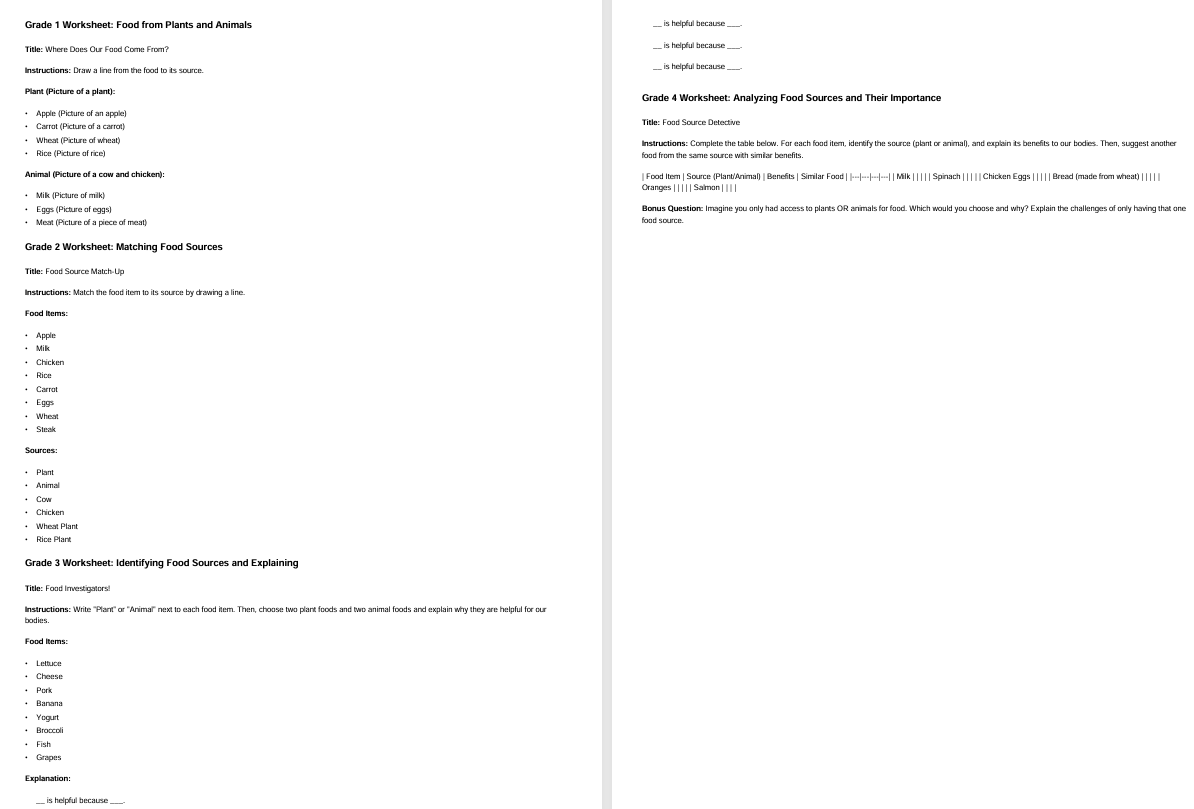 Grade 1 Worksheet: Food from Plants and Animals
Title: Where Does Our Food Come From?
Instructions: Draw a line from the food to its source.
Plant (Picture of a plant):
• Apple (Picture of an apple)
• Carrot (Picture of a carrot)
• Wheat (Picture of wheat)
• Rice (Picture of rice)
Animal (Picture of a cow and chicken):
• Milk (Picture of milk)
• Eggs (Picture of eggs)
• Meat (Picture of a piece of meat)
Grade 2 Worksheet: Matching Food Sources
Title: Food Source Match-Up
Instructions: Match the food item to its source by drawing a line.
Food Items:
• Apple
• Milk
• Chicken
• Rice
• Carrot
• Eggs
• Wheat
• Steak
Sources:
• Plant
• Animal
• Cow
• Chicken
• Wheat Plant
• Rice Plant
Grade 3 Worksheet: Identifying Food Sources and Explaining
Title: Food Investigators!
Instructions: Write "Plant" or "Animal" next to each food item. Then, choose two plant foods and two animal foods and explain why they are helpful for our
bodies.
Food Items:
• Lettuce
• Cheese
• Pork
• Banana
• Yogurt
• Broccoli
• Fish
• Grapes
Explanation:
__ is helpful because ___.
__ is helpful because ___.
__ is helpful because ___.
__ is helpful because ___.
Grade 4 Worksheet: Analyzing Food Sources and Their Importance
Title: Food Source Detective
Instructions: Complete the table below. For each food item, identify the source (plant or animal), and explain its benefits to our bodies. Then, suggest another
food from the same source with similar benefits.
| Food Item | Source (Plant/Animal) | Benefits | Similar Food | |---|---|---|---| | Milk | | | | | Spinach | | | | | Chicken Eggs | | | | | Bread (made from wheat) | | | | |
Oranges | | | | | Salmon | | | |
Bonus Question: Imagine you only had access to plants OR animals for food. Which would you choose and why? Explain the challenges of only having that one
food source.